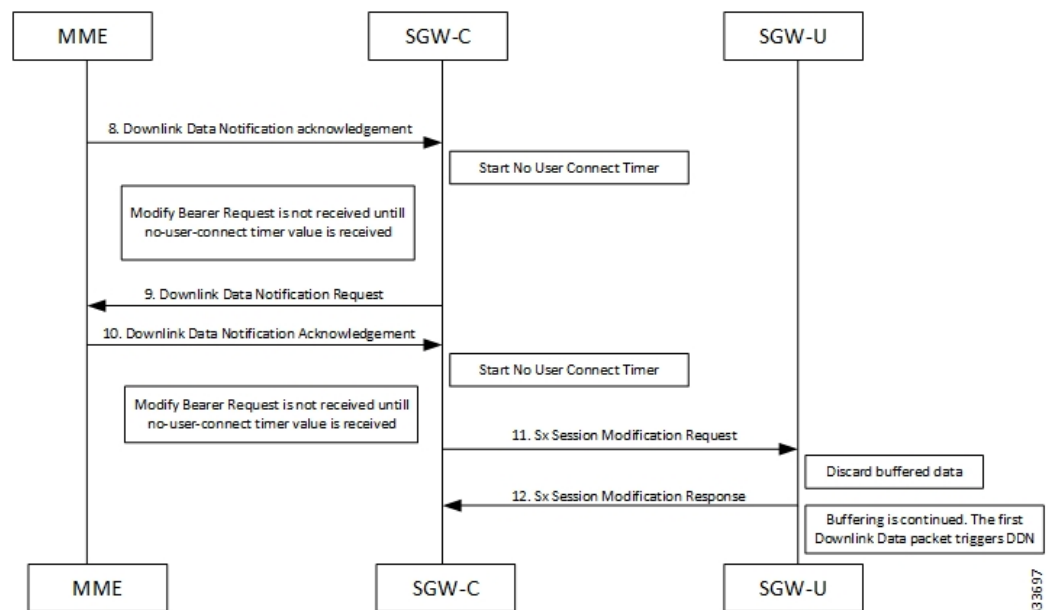 MME
SGW-C
SGW-U
8. Downlink Data Notification acknowledgement
Start No User Connect Timer
Modify Bearer Request is not received untill
no-user-connect timer value is received
9. Downlink Data Notification Request
10. Downlink Data Notification Acknowledgement
Start No User Connect Timer
Modify Bearer Request is not received untill
no-user-connect timer value is received
11. Sx Session Modification Request
Discard buffered data
12. Sx Session Modification Response
Buffering is continued. The first
Downlink Data packet triggers DDN
MME
SGW-C
SGW-U
33697